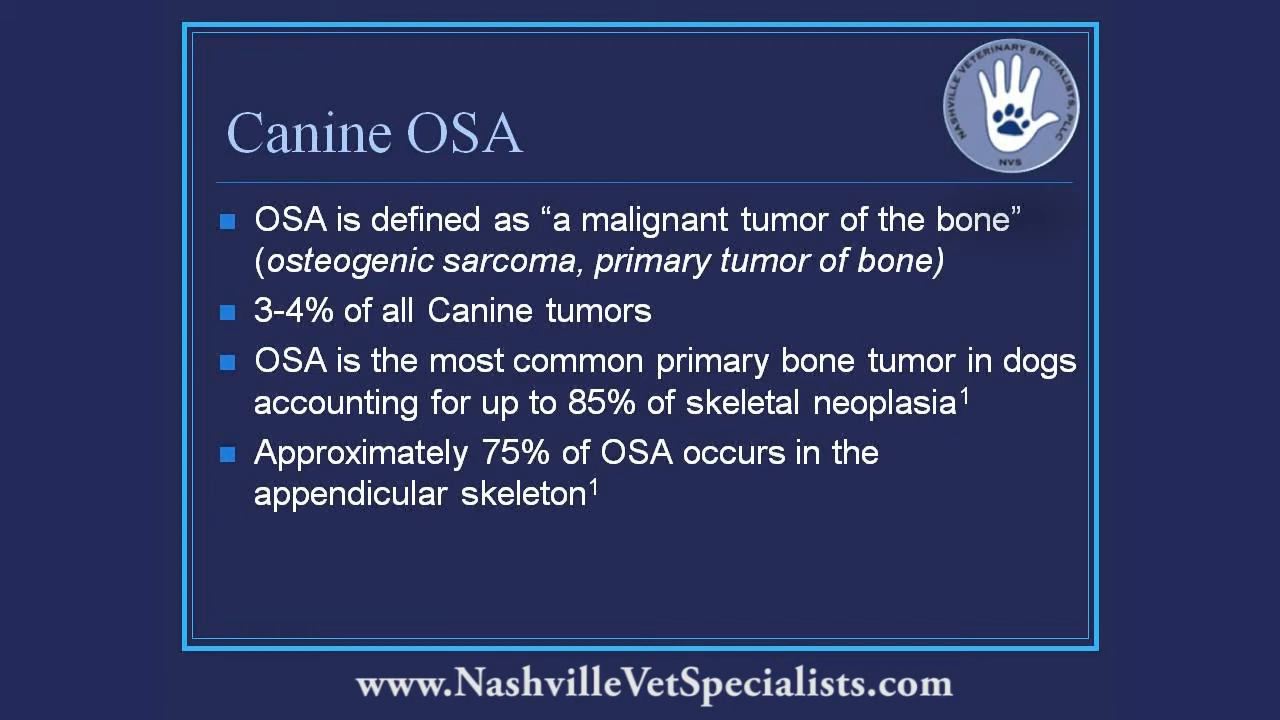 NASHVILLE VETERINARY SPECIALISTS, PLLC
NVS
Canine OSA
OSA is defined as “a malignant tumor of the bone”
(osteogenic sarcoma, primary tumor of bone)
3-4% of all Canine tumors
OSA is the most common primary bone tumor in dogs
accounting for up to 85% of skeletal neoplasia1
Approximately 75% of OSA occurs in the
appendicular skeleton1
www.NashvilleVetSpecialists.com